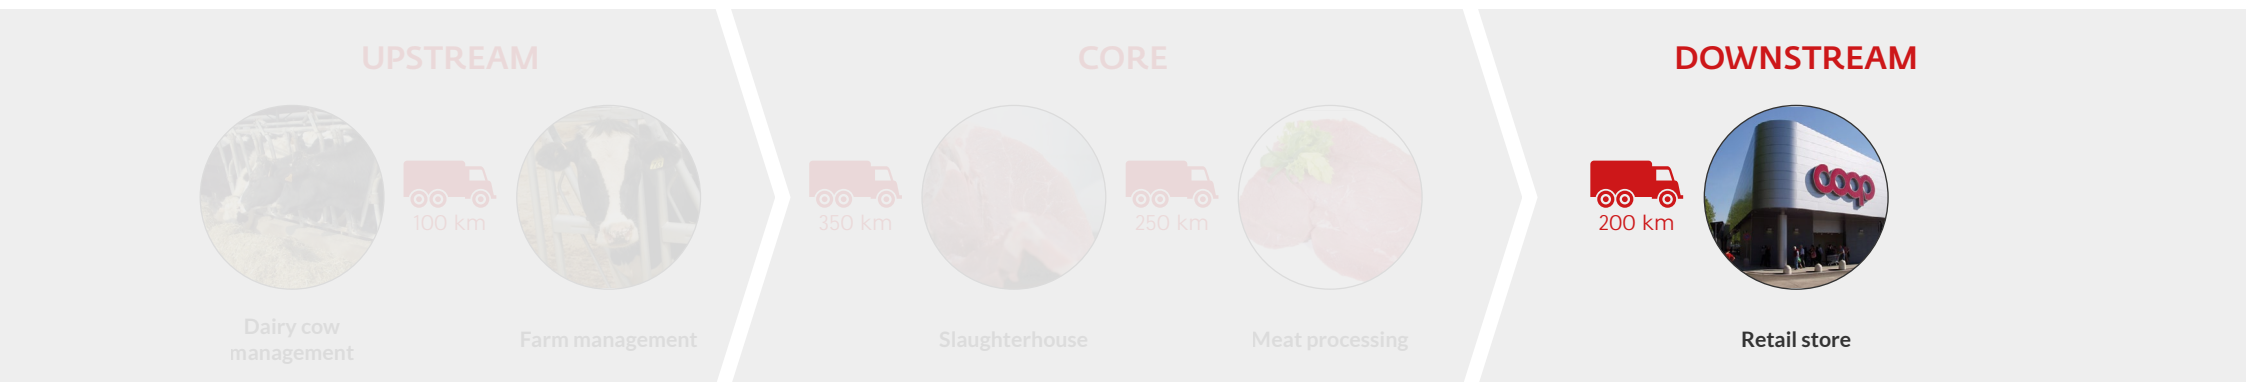 UPSTREAM
CORE
DOWNSTREAM
100 km
350 km
250 km
coop
200 km
Dairy cow
management
Farm management
Slaughterhouse
Meat processing
Retail store